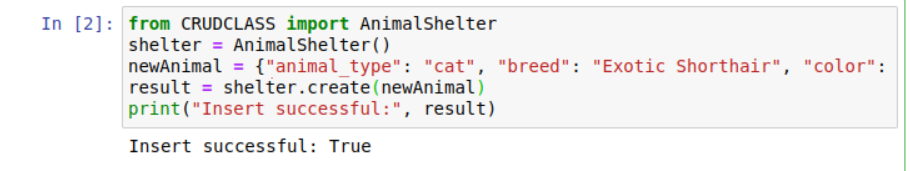 In [2]: from CRUDCLASS import AnimalShelter
shelter = AnimalShelter()
newAnimal = {"animal_type": "cat", "breed": "Exotic Shorthair", "color":
result = shelter.create(newAnimal)
print("Insert successful:", result)
Insert successful: True